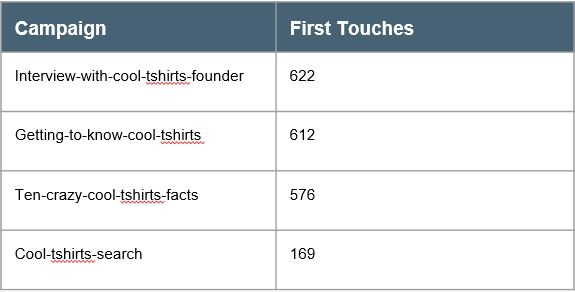 Campaign First Touches
Interview-with-cool-tshirts-founder 622
Getting-to-know-cool-tshirts 612
Ten-crazy-cool-tshirts-facts 576
Cool-tshirts-search 169